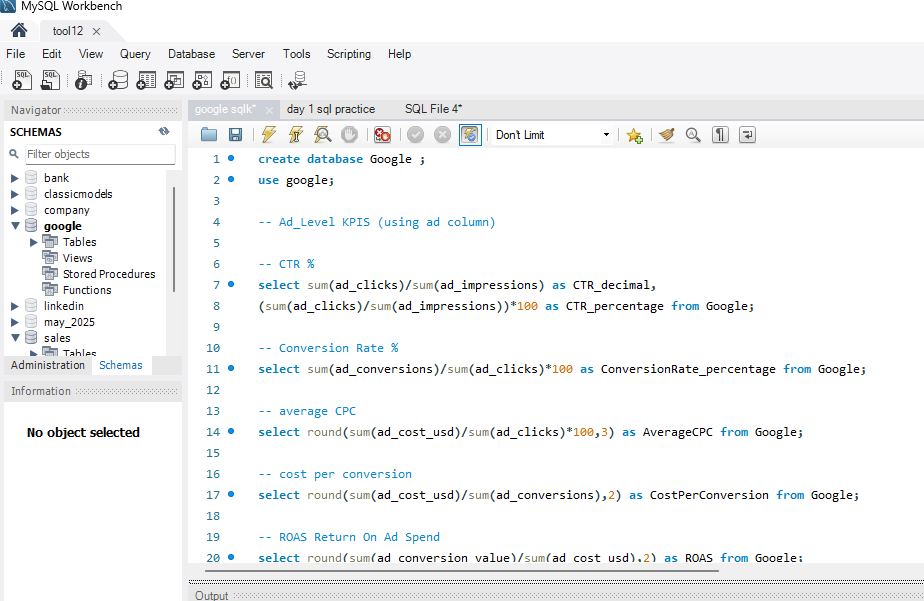 MySQL Workbench
tool12
File Edit View Query Database Server Tools Scripting Help
Navigator
SCHEMAS
Filter objects
bank
classicmodels
company
google
Tables
Views
Stored Procedures
Functions
linkedin
may_2025
sales
Tables
Administration Schemas
Information
No object selected
google sqlk* day 1 sql practice SQL File 4*
Don't Limit
1 create database Google ;
2 use google;
3
4 -- Ad_Level KPIS (using ad column)
5
6 -- CTR %
7 select sum(ad_clicks)/sum(ad_impressions) as CTR_decimal,
8 (sum(ad_clicks)/sum(ad_impressions))*100 as CTR_percentage from Google;
9
10 -- Conversion Rate %
11 select sum(ad_conversions)/sum(ad_clicks)*100 as ConversionRate_percentage from Google;
12
13 -- average CPC
14 select round(sum(ad_cost_usd)/sum(ad_clicks)*100,3) as AverageCPC from Google;
15
16 -- cost per conversion
17 select round(sum(ad_cost_usd)/sum(ad_conversions),2) as CostPerConversion from Google;
18
19 -- ROAS Return On Ad Spend
20 select round(sum(ad_conversion_value)/sum(ad_cost_usd),2) as ROAS from Google;
Output